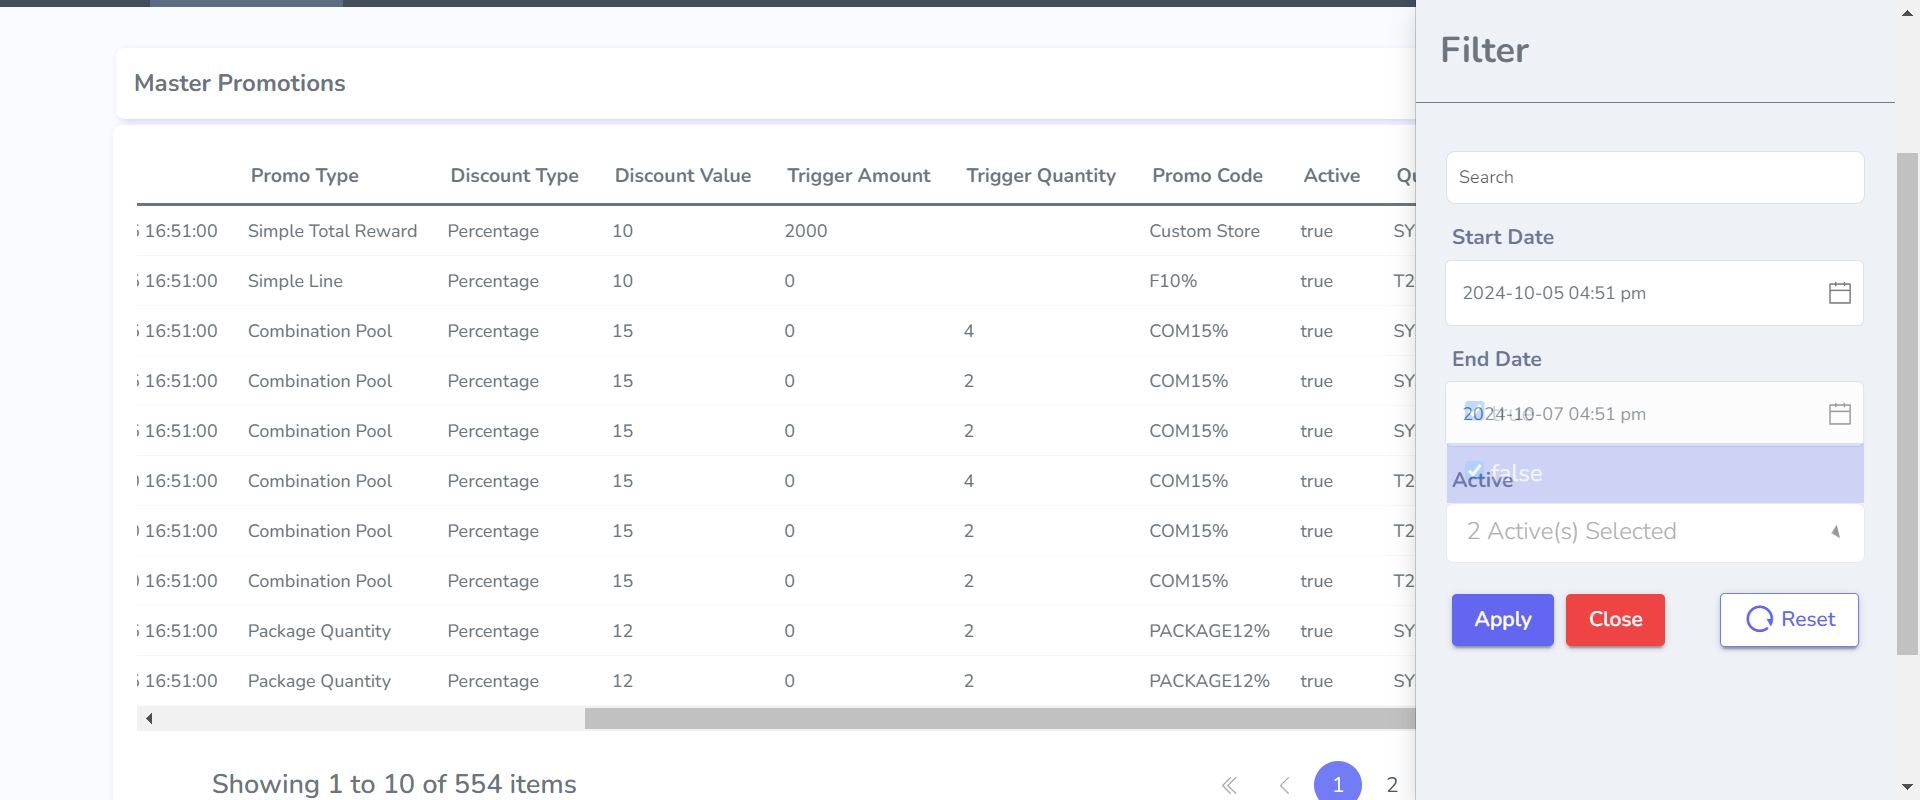 Filter
Master Promotions
Promo Type Discount Type Discount Value Trigger Amount Trigger Quantity Promo Code Active
16:51:00 Simple Total Reward Percentage 10 2000 Custom Store true SY
16:51:00 Simple Line Percentage 10 0 F10% true T2
16:51:00 Combination Pool Percentage 15 0 4 COM15% true SY
16:51:00 Combination Pool Percentage 15 0 2 COM15% true SY
16:51:00 Combination Pool Percentage 15 0 2 COM15% true SY
16:51:00 Combination Pool Percentage 15 0 4 COM15% true T2
16:51:00 Combination Pool Percentage 15 0 2 COM15% true T2
16:51:00 Combination Pool Percentage 15 0 2 COM15% true T2
16:51:00 Package Quantity Percentage 12 0 2 PACKAGE12% true SY
16:51:00 Package Quantity Percentage 12 0 2 PACKAGE12% true SY
Showing 1 to 10 of 554 items
1 2
Search
Start Date
2024-10-05 04:51 pm
End Date
2024-10-07 04:51 pm
true
false
Active
2 Active(s) Selected
Apply Close Reset